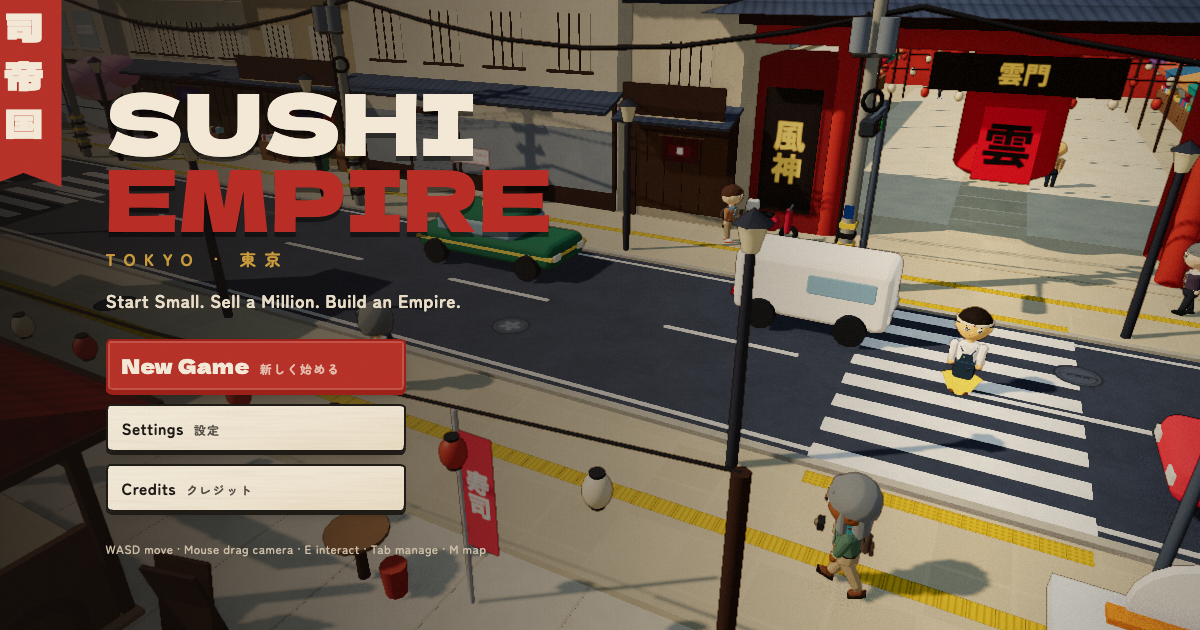 司
帝
国
SUSHI
EMPIRE
TOKYO · 東京
Start Small. Sell a Million. Build an Empire.
New Game 新しく始める
Settings 設定
Credits クレジット
WASD move · Mouse drag camera · E interact · Tab manage · M map
雲門
風神
雲
寿司